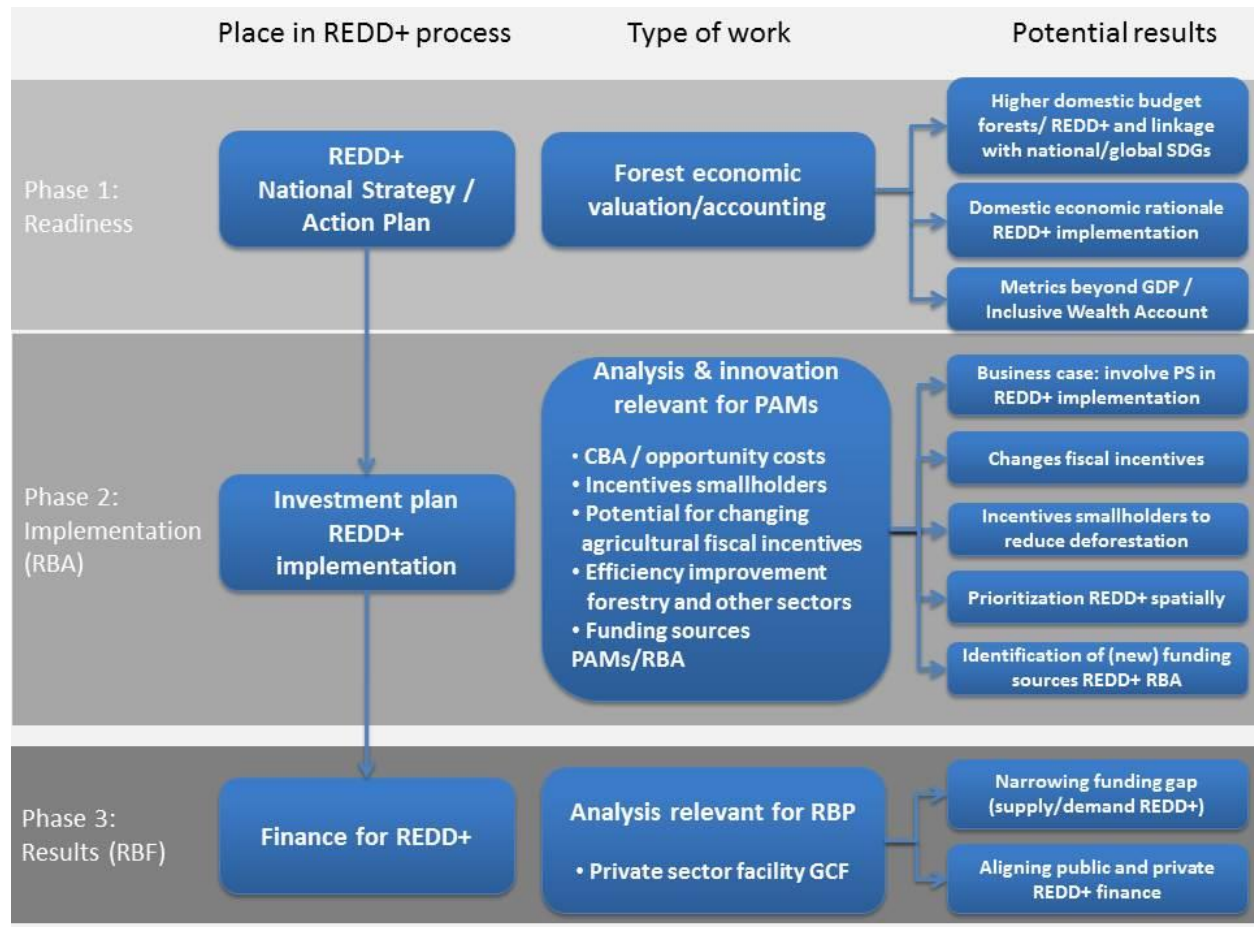 Place in REDD+ process
Type of work
Potential results
Phase 1:
Readiness
REDD+
National Strategy /
Action Plan
Forest economic
valuation/accounting
Higher domestic budget
forests/ REDD+ and linkage
with national/global SDGs
Domestic economic rationale
REDD+ implementation
Metrics beyond GDP /
Inclusive Wealth Account
Phase 2:
Implementation
(RBA)
Investment plan
REDD+
implementation
Analysis & innovation
relevant for PAMs
• CBA / opportunity costs
• Incentives smallholders
• Potential for changing
agricultural fiscal incentives
• Efficiency improvement
forestry and other sectors
• Funding sources
PAMs/RBA
Business case: involve PS in
REDD+ implementation
Changes fiscal incentives
Incentives smallholders to
reduce deforestation
Prioritization REDD+ spatially
Identification of (new) funding
sources REDD+ RBA
Phase 3:
Results (RBF)
Finance for REDD+
Analysis relevant for RBP
• Private sector facility GCF
Narrowing funding gap
(supply/demand REDD+)
Aligning public and private
REDD+ finance